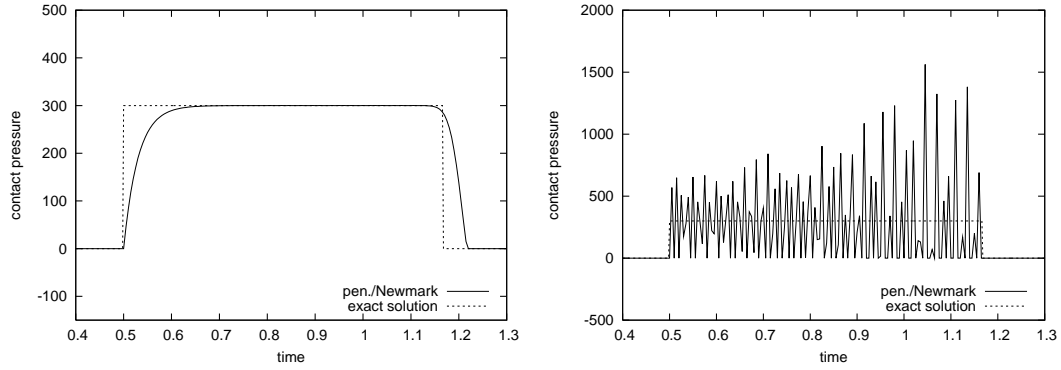 500
400
300
200
100
0
-100
0.4 0.5 0.6 0.7 0.8 0.9 1 1.1 1.2 1.3
contact pressure
time
pen./Newmark
exact solution
2000
1500
1000
500
0
-500
0.4 0.5 0.6 0.7 0.8 0.9 1 1.1 1.2 1.3
contact pressure
time
pen./Newmark
exact solution